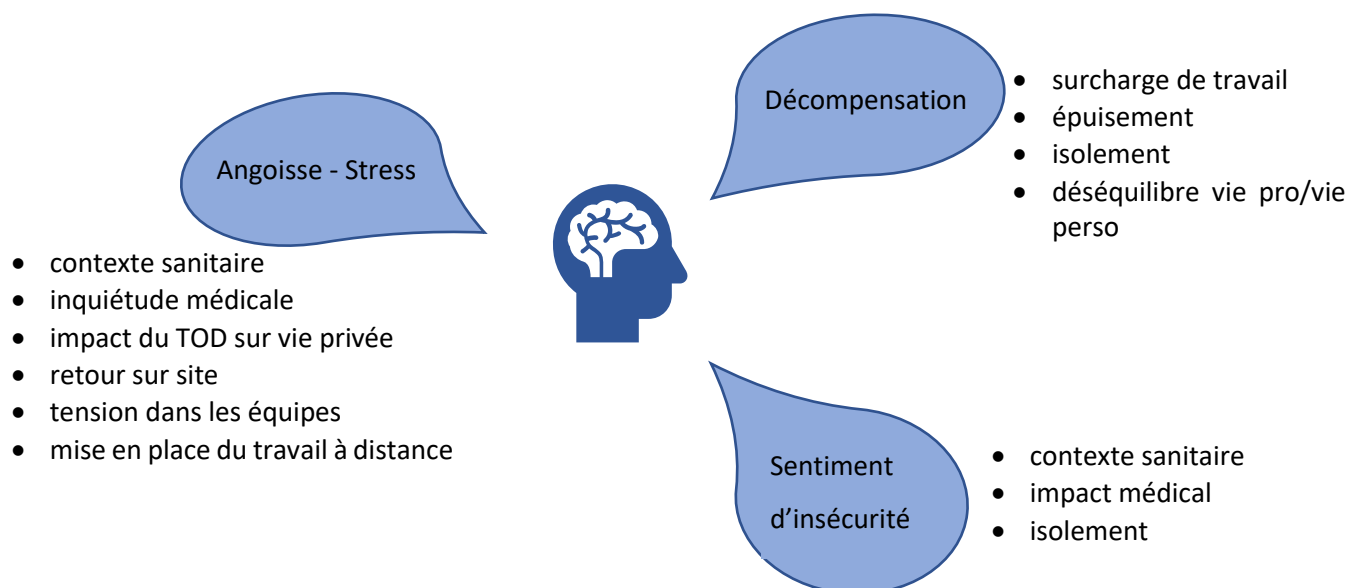 Angoisse - Stress
• contexte sanitaire
• inquiétude médicale
• impact du TOD sur vie privée
• retour sur site
• tension dans les équipes
• mise en place du travail à distance
Décompensation
• surcharge de travail
• épuisement
• isolement
• déséquilibre vie pro/vie
perso
Sentiment
d’insécurité
• contexte sanitaire
• impact médical
• isolement